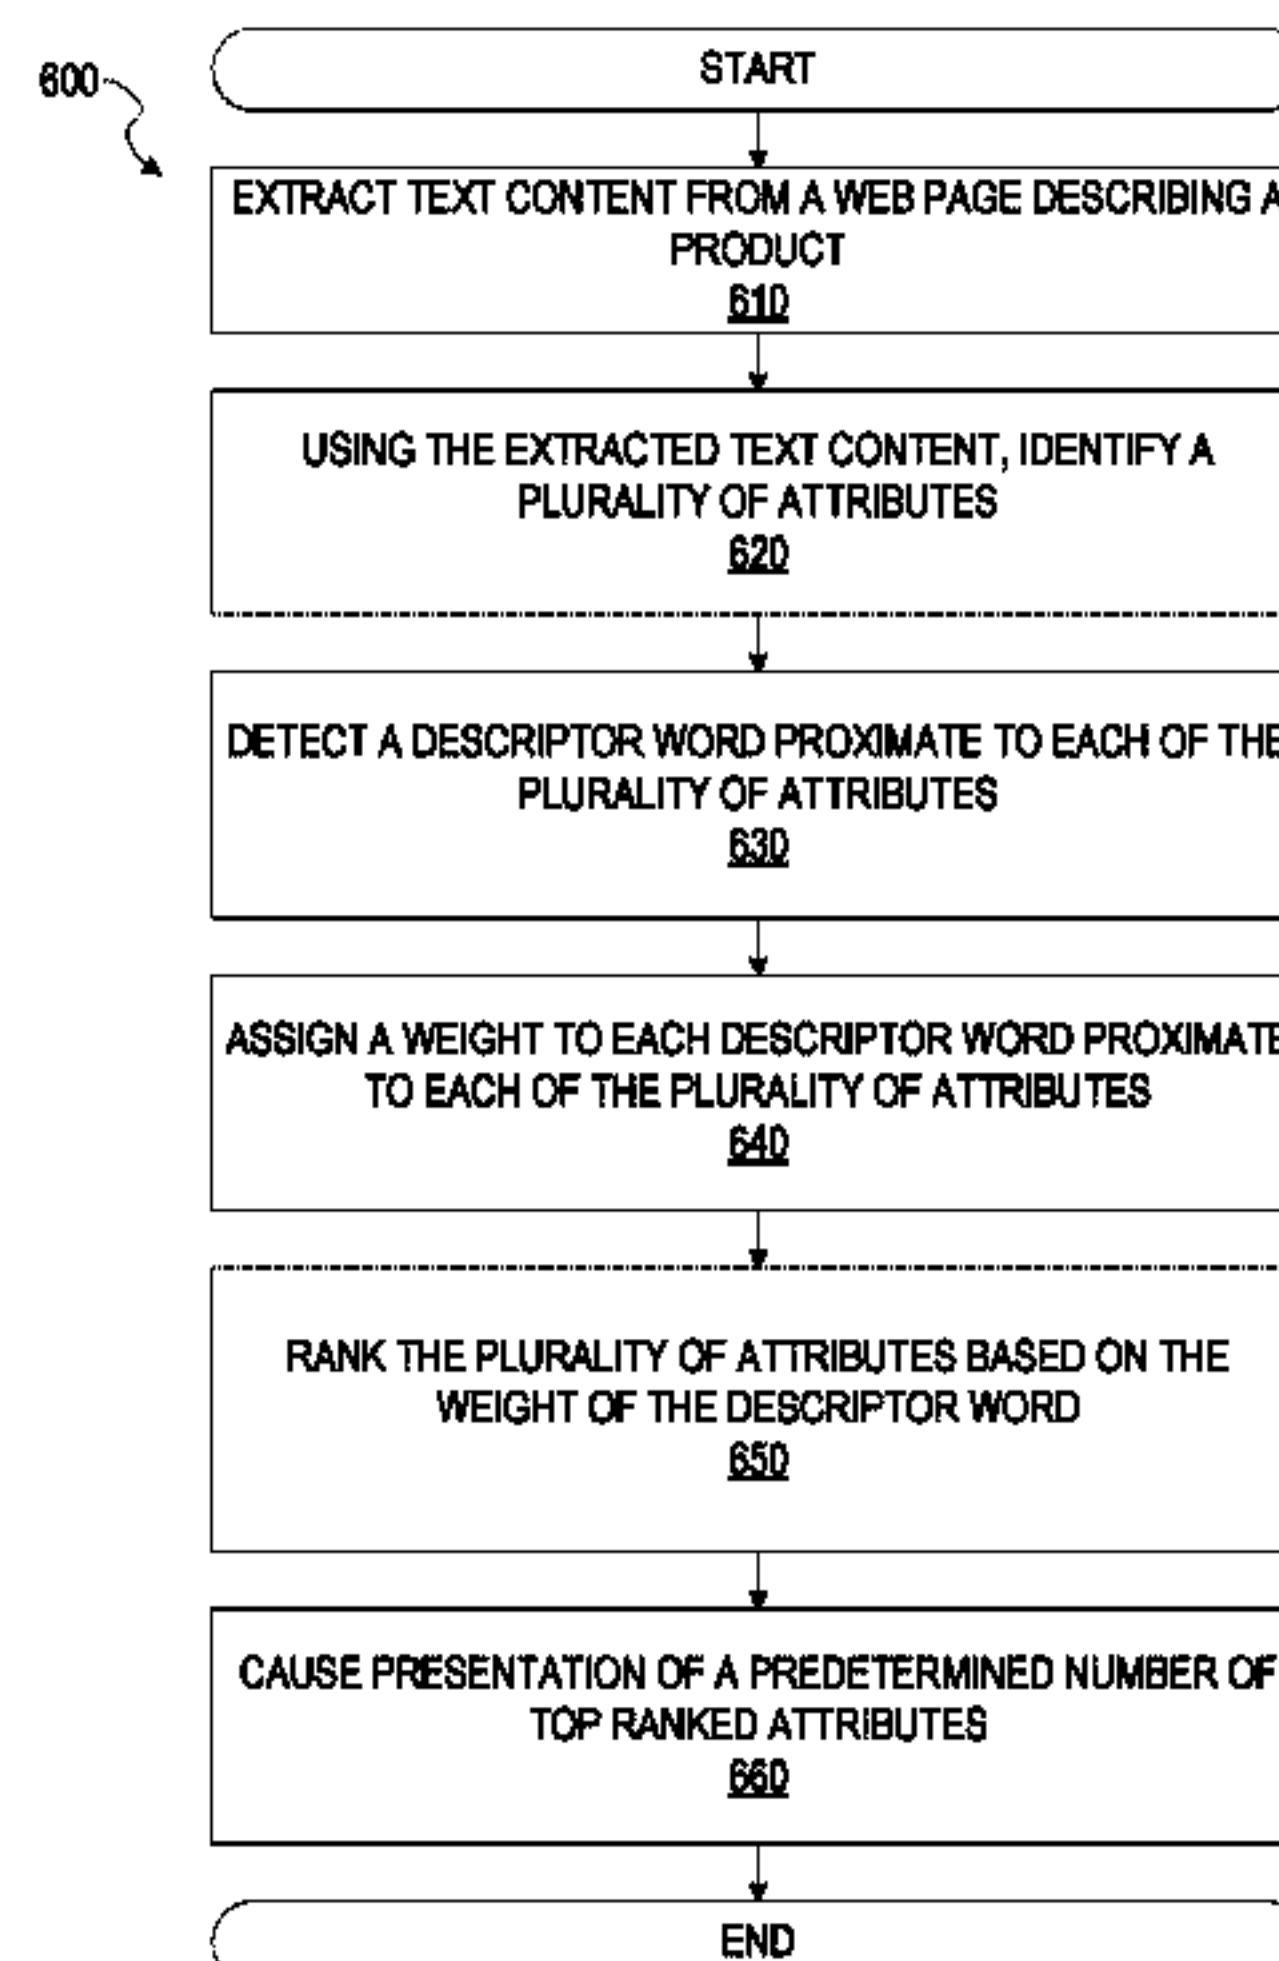 600
START
EXTRACT TEXT CONTENT FROM A WEB PAGE DESCRIBING A
PRODUCT
610
USING THE EXTRACTED TEXT CONTENT, IDENTIFY A
PLURALITY OF ATTRIBUTES
620
DETECT A DESCRIPTOR WORD PROXIMATE TO EACH OF THE
PLURALITY OF ATTRIBUTES
630
ASSIGN A WEIGHT TO EACH DESCRIPTOR WORD PROXIMATE
TO EACH OF THE PLURALITY OF ATTRIBUTES
640
RANK THE PLURALITY OF ATTRIBUTES BASED ON THE
WEIGHT OF THE DESCRIPTOR WORD
650
CAUSE PRESENTATION OF A PREDETERMINED NUMBER OF
TOP RANKED ATTRIBUTES
660
END